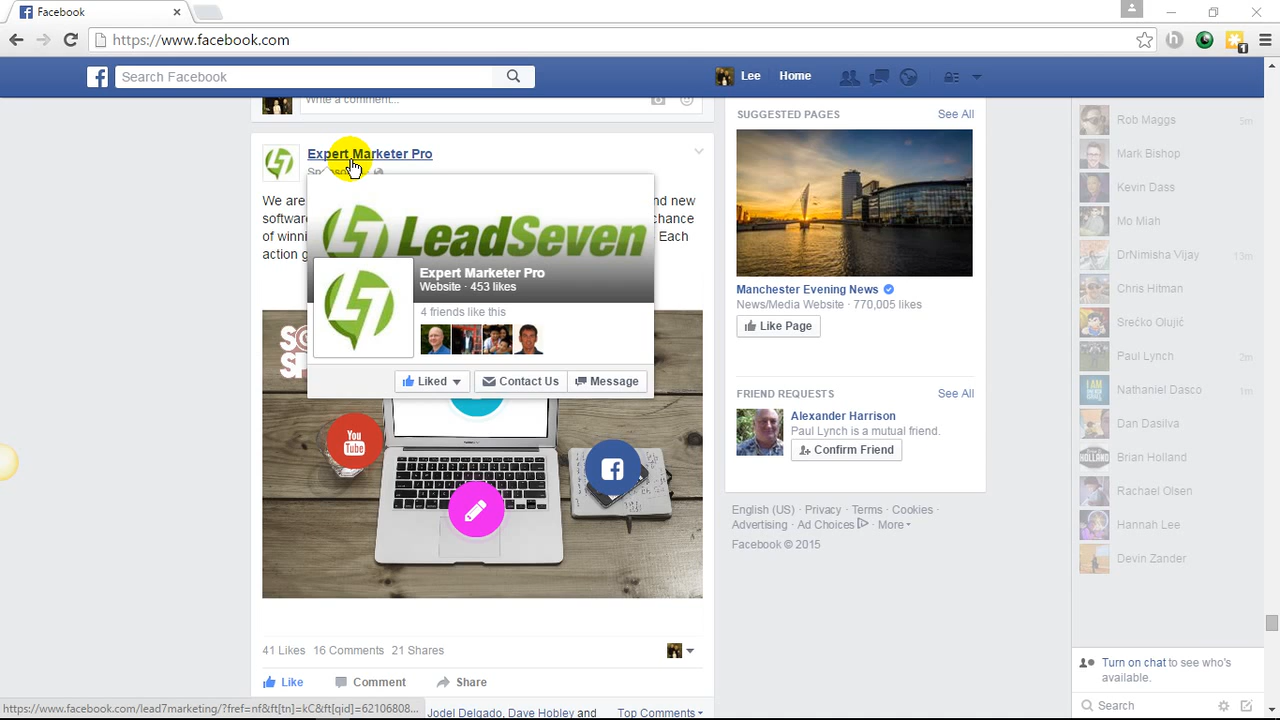 Facebook
https://www.facebook.com
Search Facebook
Lee Home
Write a comment...
Expert Marketer Pro
We are
nd new
softwar
chance
of winni
Each
action g
LeadSeven
Expert Marketer Pro
Website · 453 likes
4 friends like this
Liked
Contact Us
Message
You
Tube
41 Likes 16 Comments 21 Shares
Like Comment Share
Jodel Delgado, Dave Hobley and
Top Comments
https://www.facebook.com/lead7marketing/?fref=nf&ft[tn]=kC&ft[qid]=62106808...
SUGGESTED PAGES See All
Manchester Evening News
News/Media Website · 770,005 likes
Like Page
FRIEND REQUESTS See All
Alexander Harrison
Paul Lynch is a mutual friend.
Confirm Friend
English (US) · Privacy · Terms · Cookies ·
Advertising · Ad Choices · More
Facebook © 2015
Rob Maggs 5m
Mark Bishop
Kevin Dass
Mo Miah
DrNimisha Vijay 13m
Chris Hitman
Srečko Olujić
Paul Lynch 2m
Nathaniel Dasco 1m
Dan Dasilva
Brian Holland
Rachael Olsen
Hannah Lee
Devin Zander
Turn on chat to see who's
available.
Search